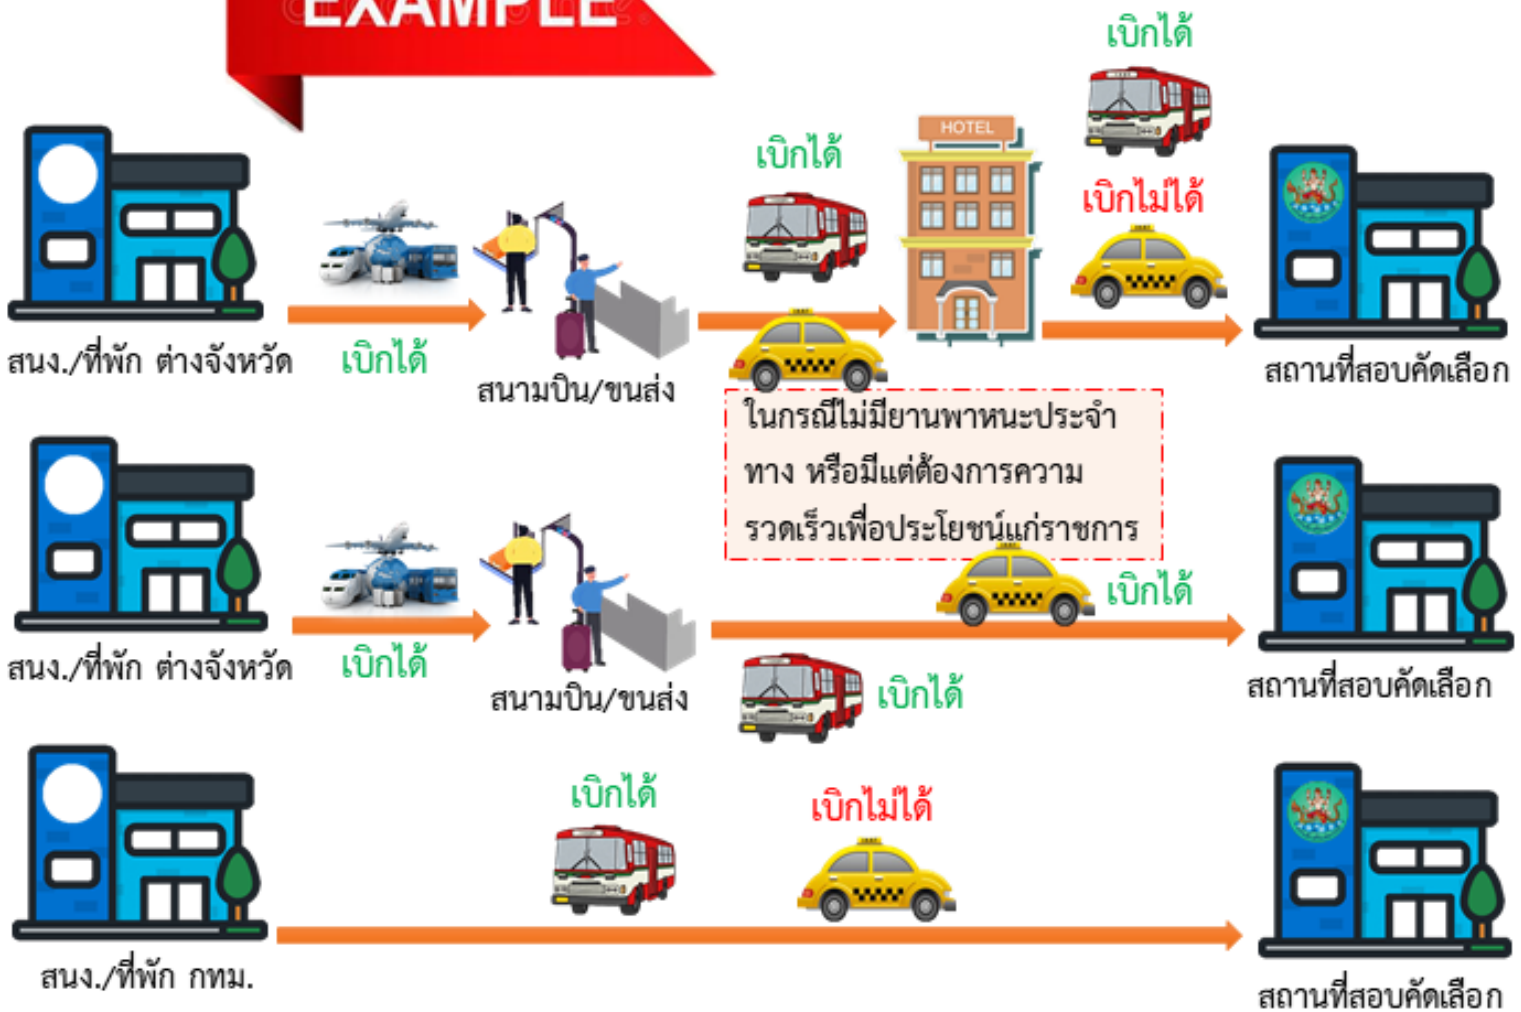 EXAMPLE
เบิกได้
เบิกได้
HOTEL
เบิกไม่ได้
สนง./ที่พัก ต่างจังหวัด
เบิกได้
สนามบิน/ขนส่ง
สถานที่สอบคัดเลือก
ในกรณีไม่มียานพาหนะประจำ
ทาง หรือมีแต่ต้องการความ
รวดเร็วเพื่อประโยชน์แก่ราชการ
เบิกได้
สนง./ที่พัก ต่างจังหวัด
เบิกได้
สนามบิน/ขนส่ง
เบิกได้
สถานที่สอบคัดเลือก
เบิกได้
เบิกไม่ได้
สนง./ที่พัก กทม.
สถานที่สอบคัดเลือก